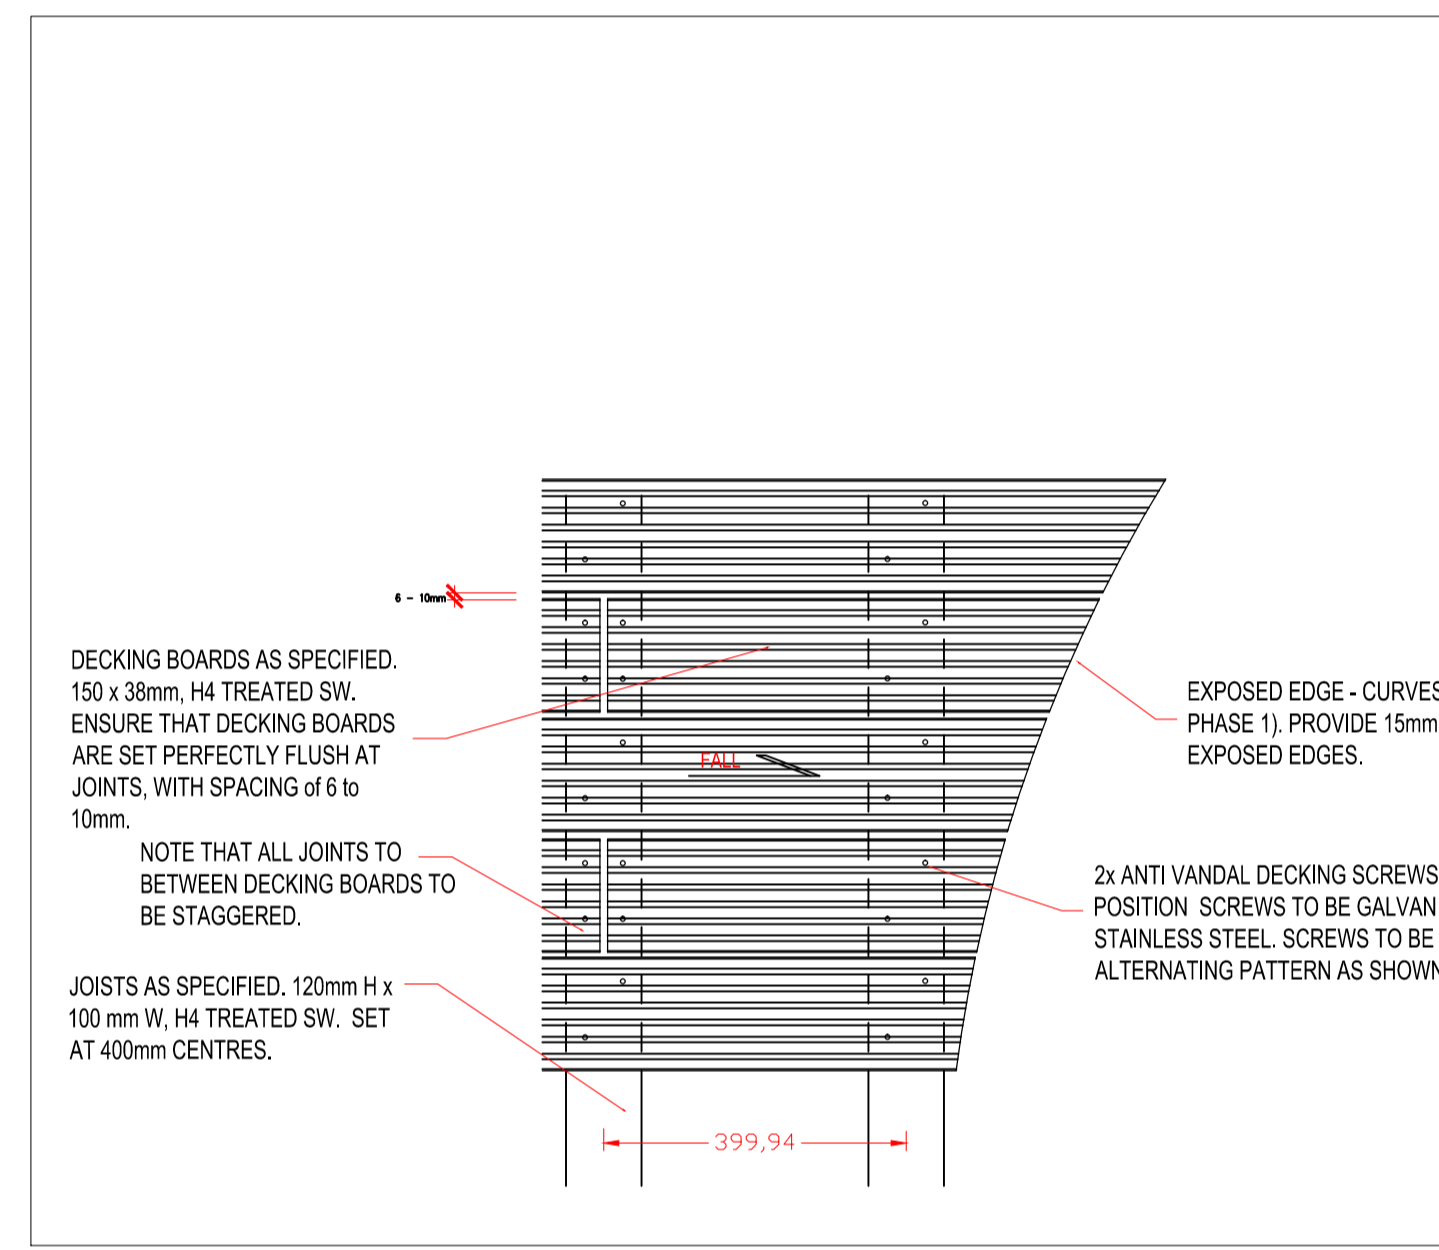 6 - 10mm
DECKING BOARDS AS SPECIFIED.
150 x 38mm, H4 TREATED SW.
ENSURE THAT DECKING BOARDS
ARE SET PERFECTLY FLUSH AT
JOINTS, WITH SPACING of 6 to
10mm.
NOTE THAT ALL JOINTS TO
BETWEEN DECKING BOARDS TO
BE STAGGERED.
JOISTS AS SPECIFIED. 120mm H x
100 mm W, H4 TREATED SW. SET
AT 400mm CENTRES.
FALL
399,94
EXPOSED EDGE - CURVES
PHASE 1). PROVIDE 15mm
EXPOSED EDGES.
2x ANTI VANDAL DECKING SCREWS
POSITION SCREWS TO BE GALVAN
STAINLESS STEEL. SCREWS TO BE
ALTERNATING PATTERN AS SHOWN